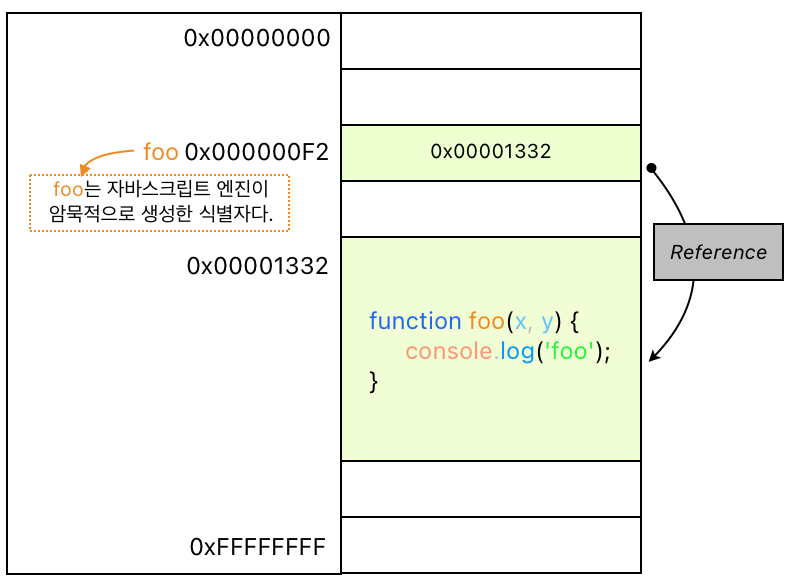 0x00000000
foo 0x000000F2
0x00001332
foo는 자바스크립트 엔진이
암묵적으로 생성한 식별자다.
Reference
0x00001332
function foo(x, y) {
console.log('foo');
}
0xFFFFFFFF